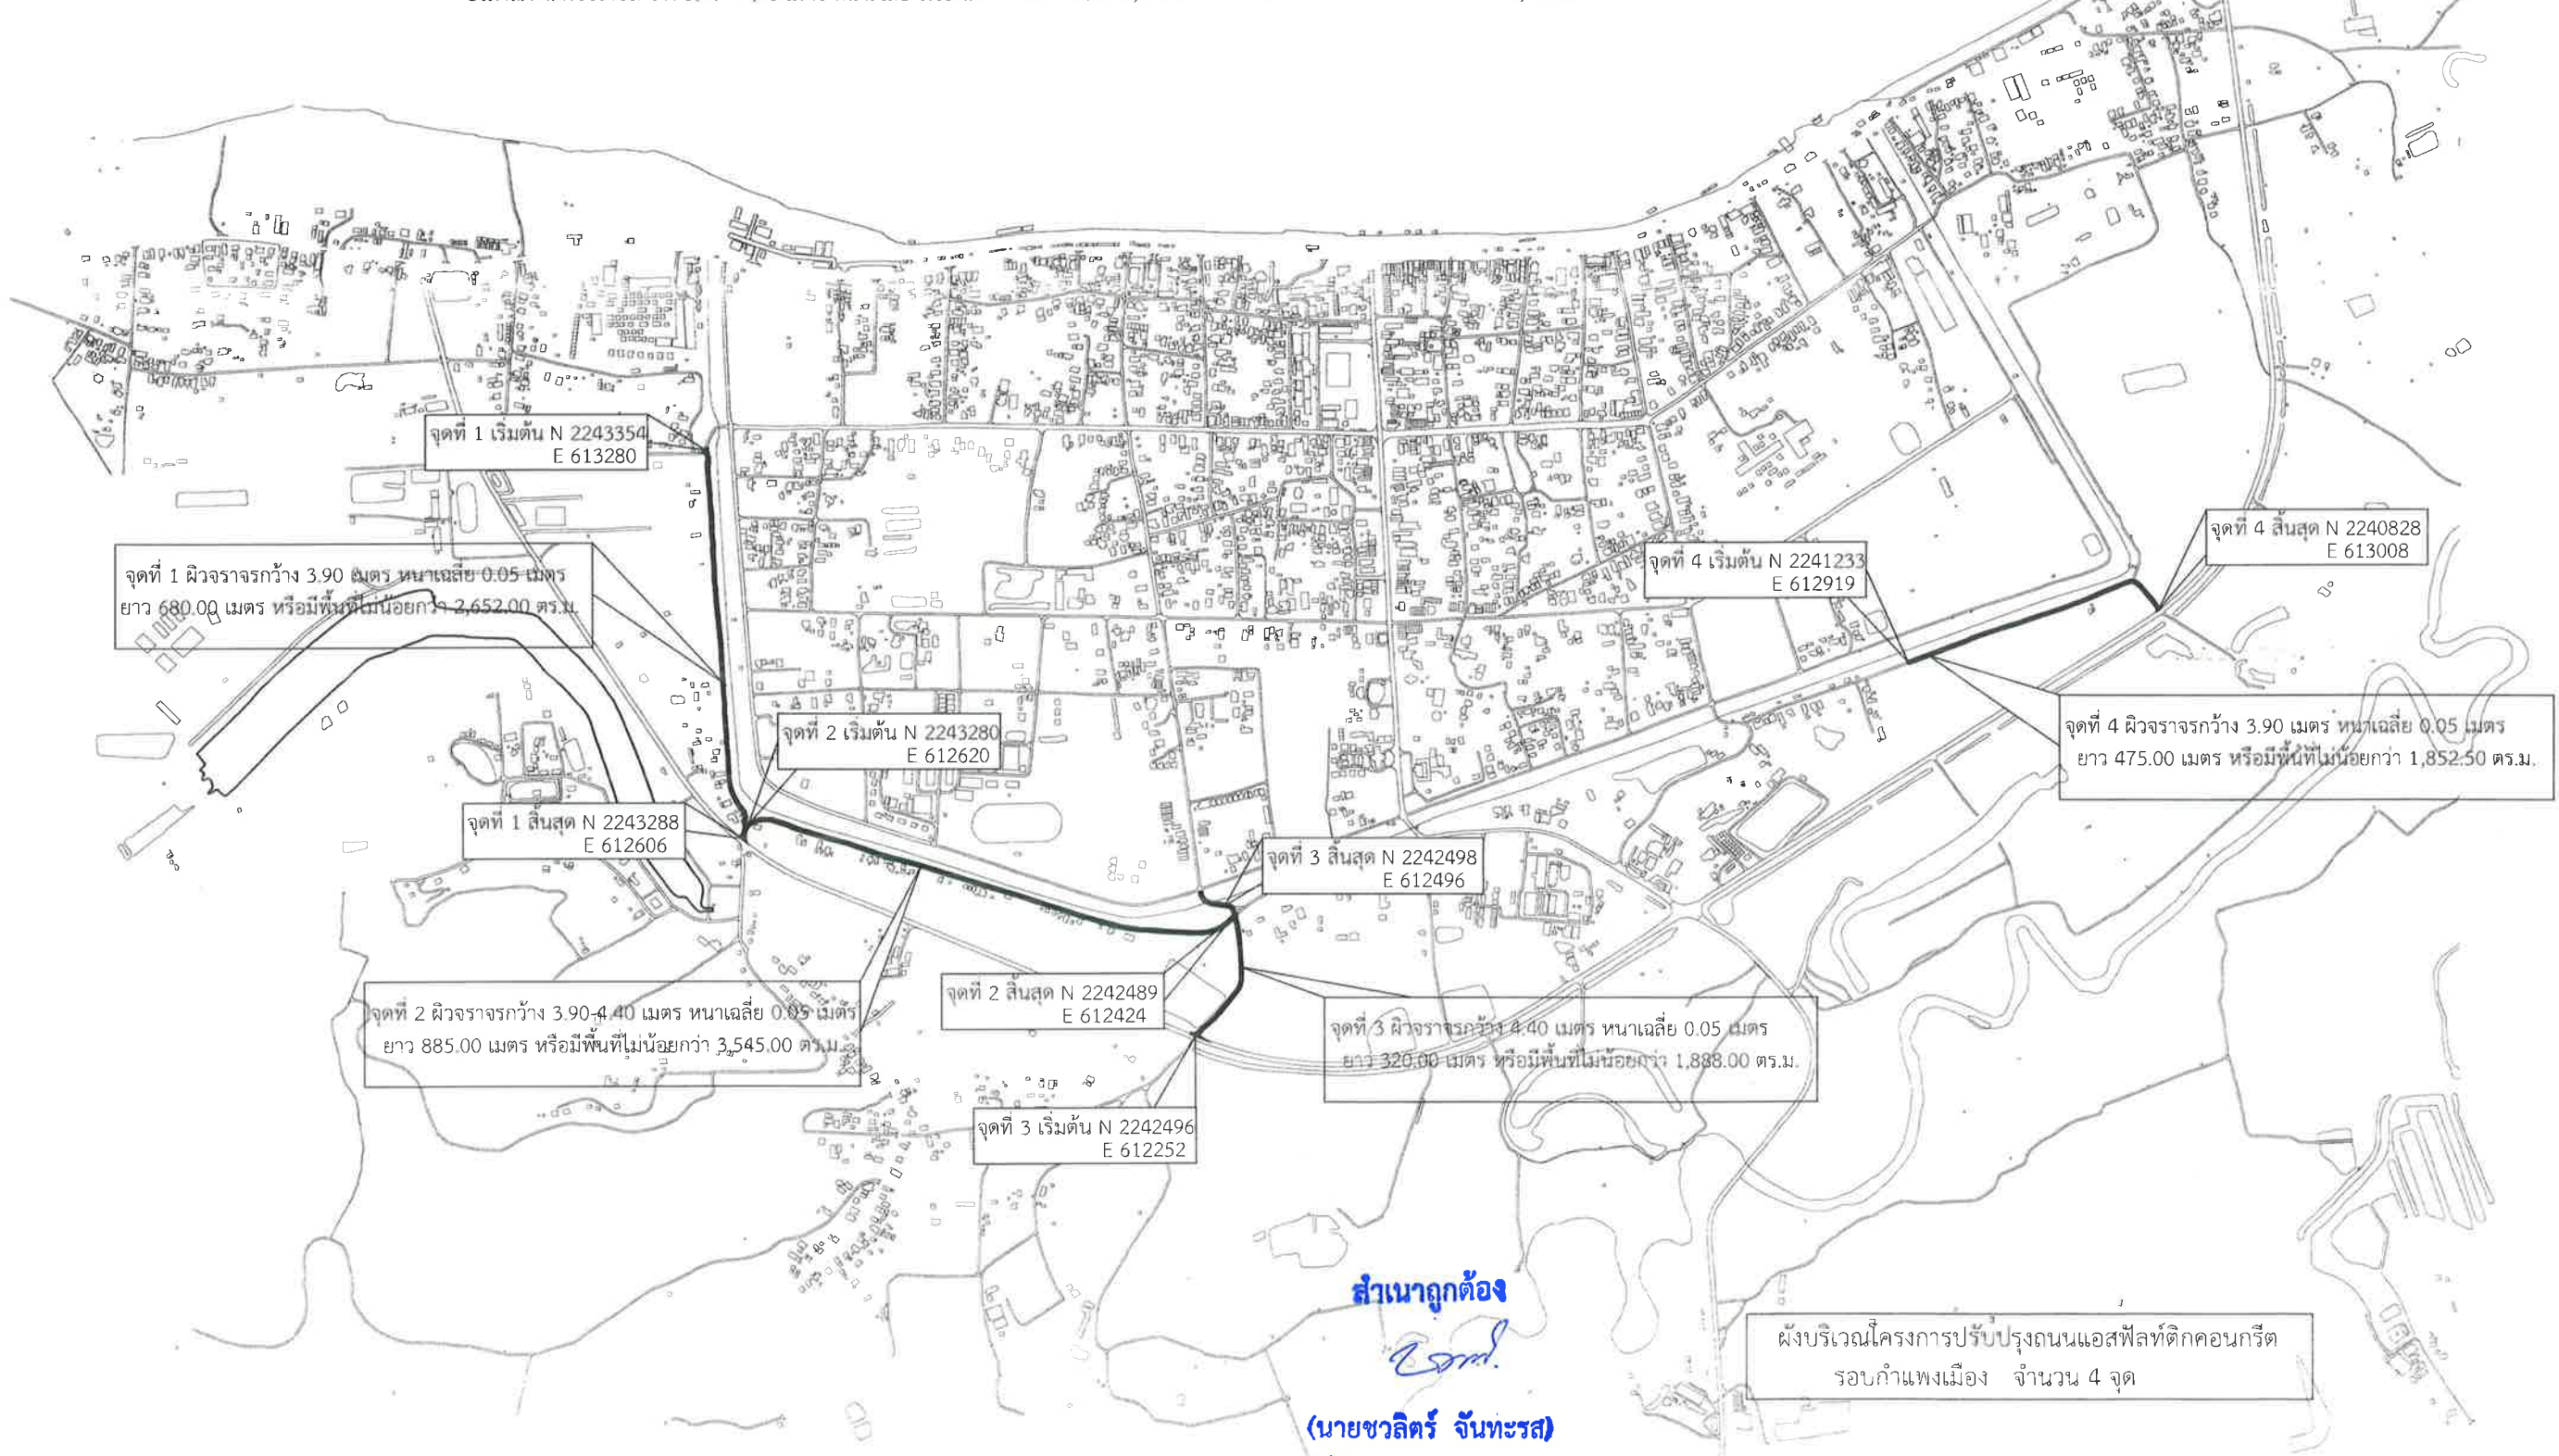 จุดที่ 1 เริ่มต้น N 2243354
E 613280
จุดที่ 4 สิ้นสุด N 2240828
E 613008
จุดที่ 4 เริ่มต้น N 2241233
E 612919
จุดที่ 1 ผิวจราจรกว้าง 3.90 เมตร หนาเฉลี่ย 0.05 เมตร
ยาว 680.00 เมตร หรือมีพื้นที่ไม่น้อยกว่า 2,652.00 ตร.ม.
จุดที่ 2 เริ่มต้น N 2243280
E 612620
จุดที่ 4 ผิวจราจรกว้าง 3.90 เมตร หนาเฉลี่ย 0.05 เมตร
ยาว 475.00 เมตร หรือมีพื้นที่ไม่น้อยกว่า 1,852.50 ตร.ม.
จุดที่ 1 สิ้นสุด N 2243288
E 612606
จุดที่ 3 สิ้นสุด N 2242498
E 612496
จุดที่ 2 สิ้นสุด N 2242489
E 612424
จุดที่ 2 ผิวจราจรกว้าง 3.90-4.40 เมตร หนาเฉลี่ย 0.05 เมตร
ยาว 885.00 เมตร หรือมีพื้นที่ไม่น้อยกว่า 3,545.00 ตร.ม.
จุดที่ 3 ผิวจราจรกว้าง 4.40 เมตร หนาเฉลี่ย 0.05 เมตร
ยาว 320.00 เมตร หรือมีพื้นที่ไม่น้อยกว่า 1,888.00 ตร.ม.
จุดที่ 3 เริ่มต้น N 2242496
E 612252
สำเนาถูกต้อง
(นายชวลิตร์ จันทะรส)
ผังบริเวณโครงการปรับปรุงถนนแอสฟัลท์ติกคอนกรีต
รอบกำแพงเมือง จำนวน 4 จุด